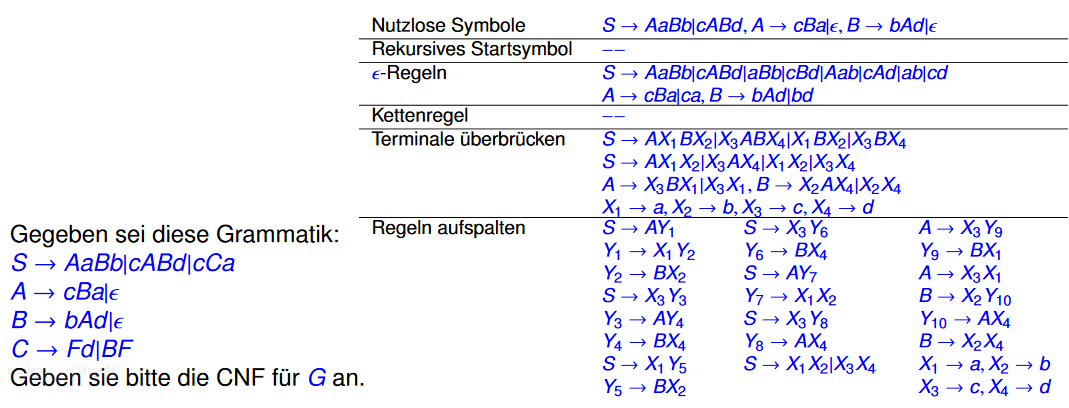 Nutzlose Symbole S → AaBb|cABd, A → cBa|ϵ, B → bAd|ϵ
Rekursives Startsymbol −−
ϵ-Regeln S → AaBb|cABd|aBb|cBd|Aab|cAd|ab|cd
A → cBa|ca, B → bAd|bd
Kettenregel −−
Terminale überbrücken S → AX₁BX₂|X₃ABX₄|X₁BX₂|X₃BX₄
S → AX₁X₂|X₃AX₄|X₁X₂|X₃X₄
A → X₃BX₁|X₃X₁, B → X₂AX₄|X₂X₄
X₁ → a, X₂ → b, X₃ → c, X₄ → d
Regeln aufspalten S → AY₁ S → X₃Y₆ A → X₃Y₉
Y₁ → X₁Y₂ Y₆ → BX₄ Y₉ → BX₁
Y₂ → BX₂ S → AY₇ A → X₃X₁
S → X₃Y₃ Y₇ → X₁X₂ B → X₂Y₁₀
Y₃ → AY₄ S → X₃Y₈ Y₁₀ → AX₄
Y₄ → BX₄ Y₈ → AX₄ B → X₂X₄
S → X₁Y₅ S → X₁X₂|X₃X₄ X₁ → a, X₂ → b
Y₅ → BX₂ X₃ → c, X₄ → d
Gegeben sei diese Grammatik:
S → AaBb|cABd|cCa
A → cBa|ϵ
B → bAd|ϵ
C → Fd|BF
Geben sie bitte die CNF für G an.